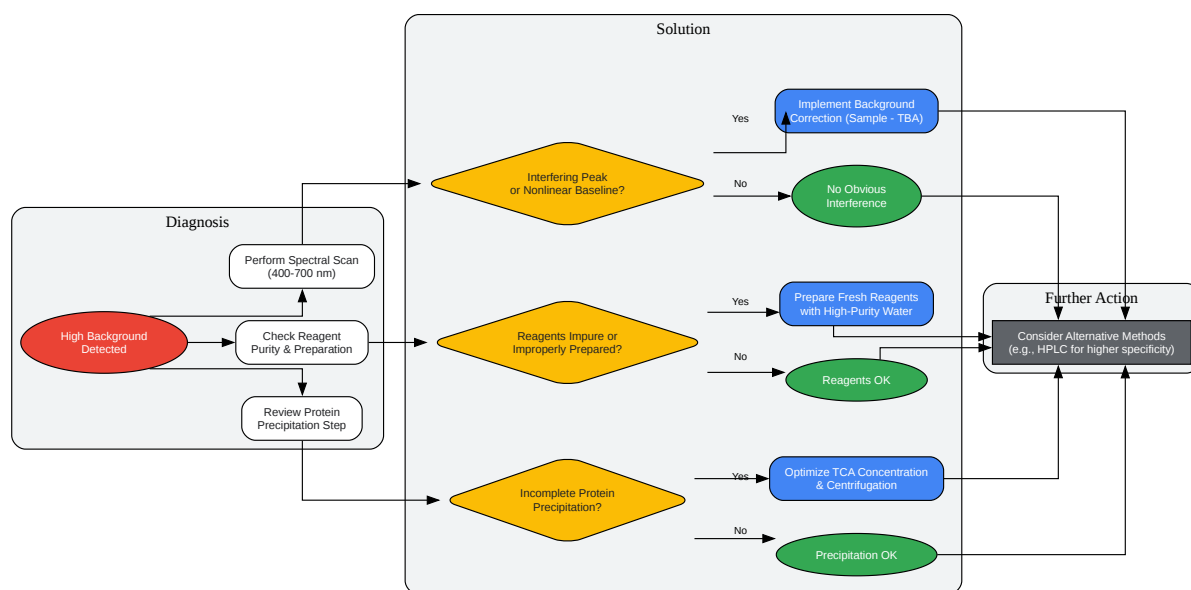 Solution
Implement Background
Correction (Sample - TBA)
Yes
Interfering Peak
or Nonlinear Baseline?
No
No Obvious
Interference
Diagnosis
Perform Spectral Scan
(400-700 nm)
High Background
Detected
Check Reagent
Purity & Preparation
Review Protein
Precipitation Step
Reagents Impure or
Improperly Prepared?
Yes
Prepare Fresh Reagents
with High-Purity Water
No
Reagents OK
Further Action
Consider Alternative Methods
(e.g., HPLC for higher specificity)
Incomplete Protein
Precipitation?
Yes
Optimize TCA Concentration
& Centrifugation
No
Precipitation OK